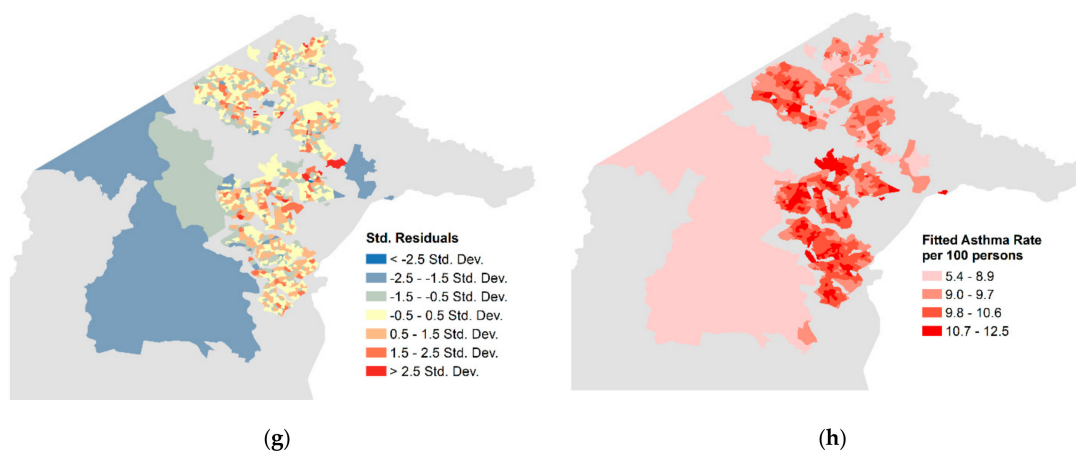 Std. Residuals
< -2.5 Std. Dev.
-2.5 - -1.5 Std. Dev.
-1.5 - -0.5 Std. Dev.
-0.5 - 0.5 Std. Dev.
0.5 - 1.5 Std. Dev.
1.5 - 2.5 Std. Dev.
> 2.5 Std. Dev.
(g)
Fitted Asthma Rate
per 100 persons
5.4 - 8.9
9.0 - 9.7
9.8 - 10.6
10.7 - 12.5
(h)